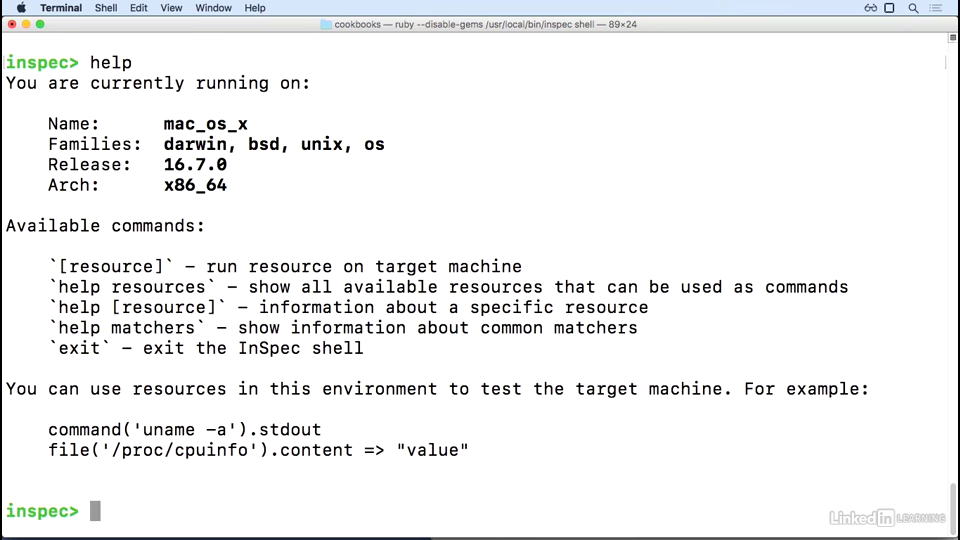 Terminal Shell Edit View Window Help
cookbooks — ruby --disable-gems /usr/local/bin/inspec shell — 89×24
inspec> help
You are currently running on:
Name: mac_os_x
Families: darwin, bsd, unix, os
Release: 16.7.0
Arch: x86_64
Available commands:
`[resource]` - run resource on target machine
`help resources` - show all available resources that can be used as commands
`help [resource]` - information about a specific resource
`help matchers` - show information about common matchers
`exit` - exit the InSpec shell
You can use resources in this environment to test the target machine. For example:
command('uname -a').stdout
file('/proc/cpuinfo').content => "value"
inspec>
LinkedIn LEARNING